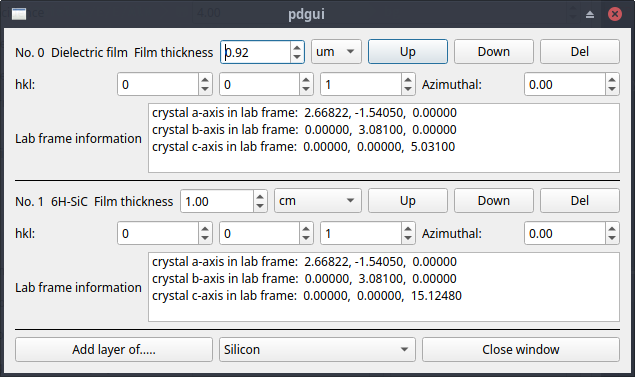 pdgui
No. 0 Dielectric film Film thickness 0.92 um Up Down Del
hkl: 0 0 1 Azimuthal: 0.00
crystal a-axis in lab frame: 2.66822, -1.54050, 0.00000
crystal b-axis in lab frame: 0.00000, 3.08100, 0.00000
Lab frame information
crystal c-axis in lab frame: 0.00000, 0.00000, 5.03100
No. 1 6H-SiC Film thickness 1.00 cm Up Down Del
hkl: 0 0 1 Azimuthal: 0.00
crystal a-axis in lab frame: 2.66822, -1.54050, 0.00000
crystal b-axis in lab frame: 0.00000, 3.08100, 0.00000
Lab frame information
crystal c-axis in lab frame: 0.00000, 0.00000, 15.12480
Add layer of..... Silicon Close window